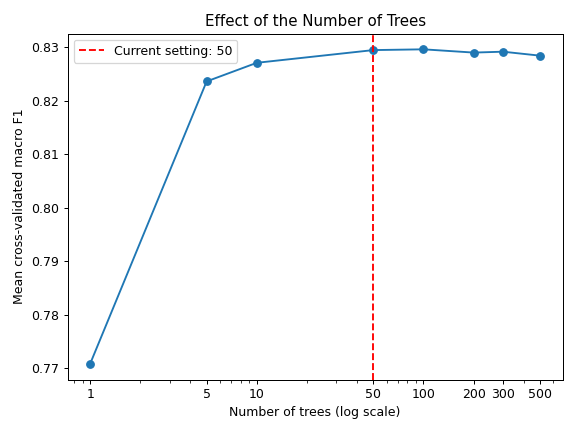 Effect of the Number of Trees
Current setting: 50
Mean cross-validated macro F1
0.83
0.82
0.81
0.80
0.79
0.78
0.77
1 5 10 50 100 200 300 500
Number of trees (log scale)